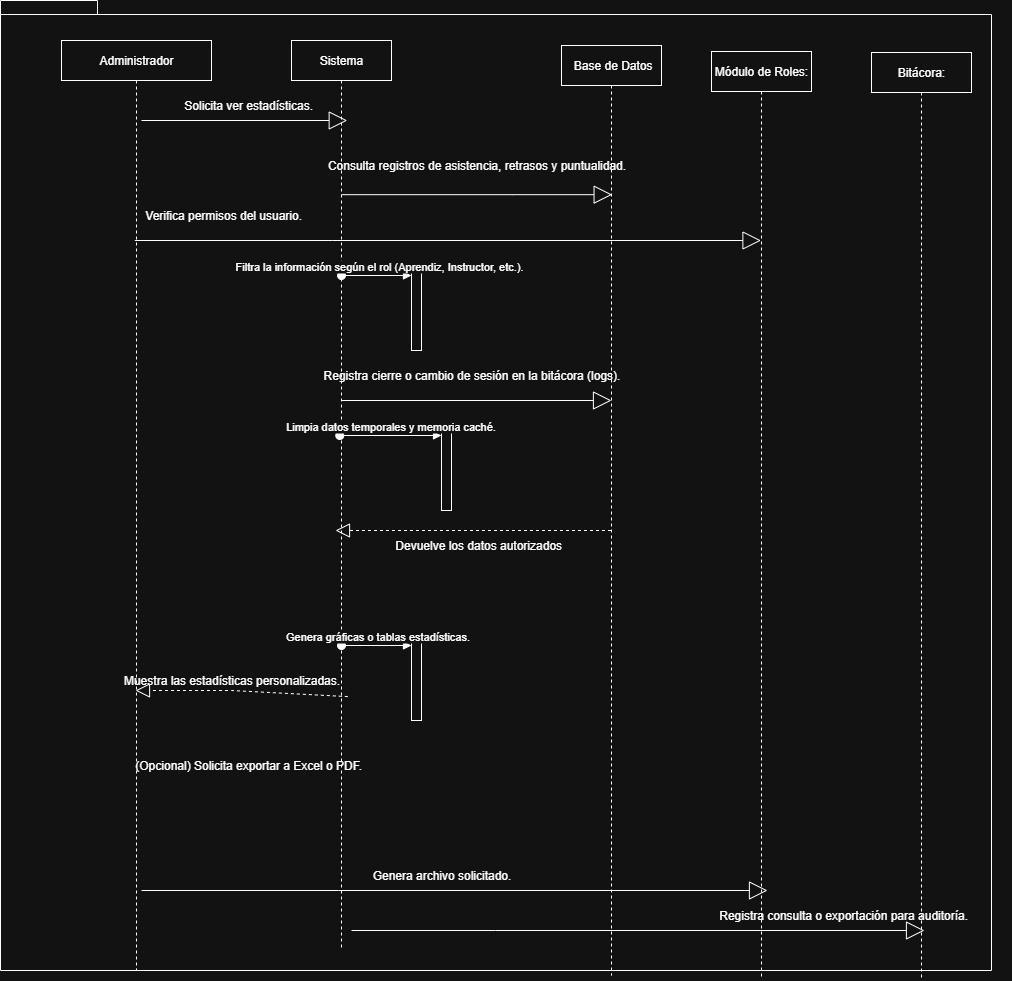 Administrador
Sistema
Base de Datos
Módulo de Roles:
Bitácora:
Solicita ver estadísticas.
Consulta registros de asistencia, retrasos y puntualidad.
Verifica permisos del usuario.
Filtra la información según el rol (Aprendiz, Instructor, etc.).
Registra cierre o cambio de sesión en la bitácora (logs).
Limpia datos temporales y memoria caché.
Devuelve los datos autorizados
Genera gráficas o tablas estadísticas.
Muestra las estadísticas personalizadas.
(Opcional) Solicita exportar a Excel o PDF.
Genera archivo solicitado.
Registra consulta o exportación para auditoría.